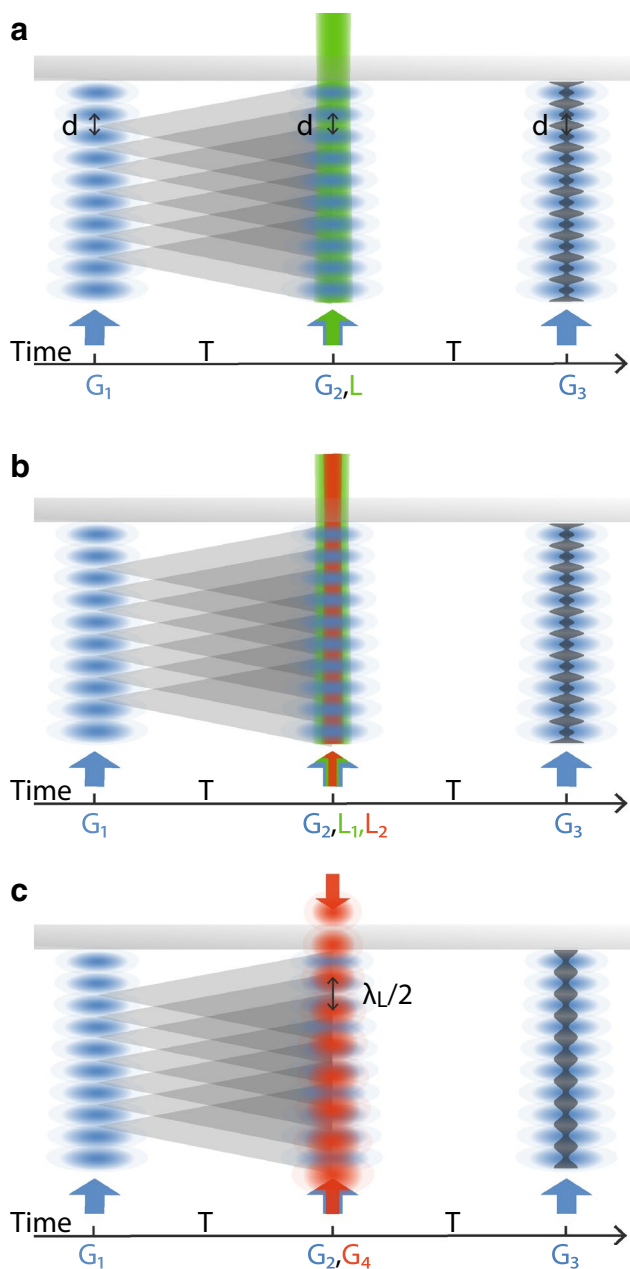 a
d d d
Time T T
G₁ G₂,L G₃
b
Time T T
G₁ G₂,L₁,L₂ G₃
c
λL/2
Time T T
G₁ G₂,G₄ G₃